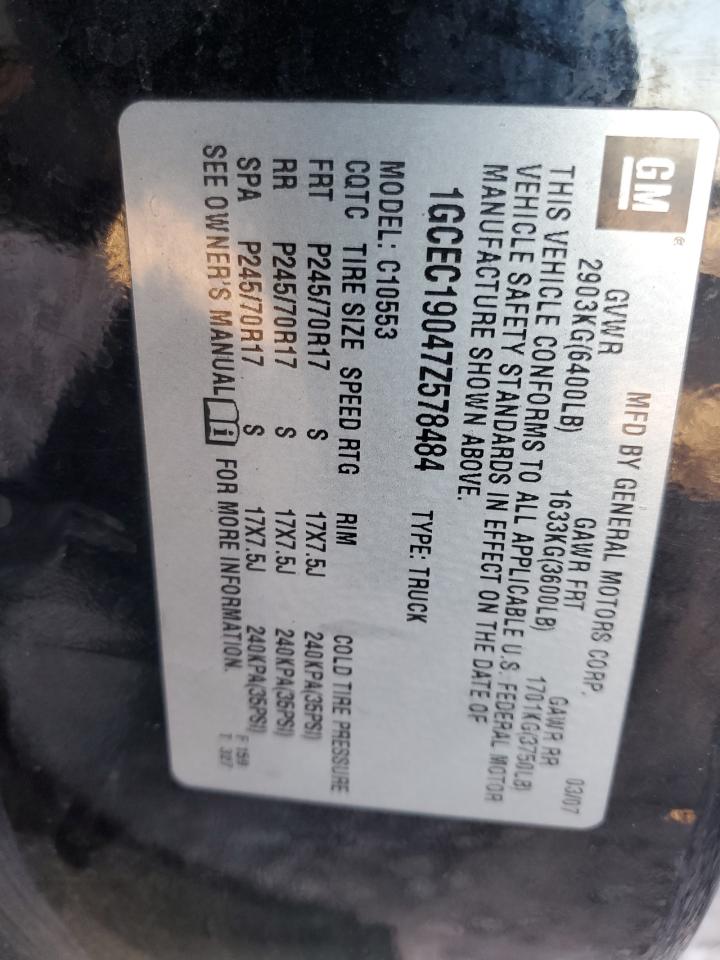 GM®
MFD BY GENERAL MOTORS CORP. 03/07
GVWR GAWR FRT GAWR RR
2903KG(6400LB) 1633KG(3600LB) 1701KG(3750LB)
THIS VEHICLE CONFORMS TO ALL APPLICABLE U.S. FEDERAL MOTOR
VEHICLE SAFETY STANDARDS IN EFFECT ON THE DATE OF
MANUFACTURE SHOWN ABOVE.
1GCEC19047Z578484 TYPE: TRUCK
MODEL: C10553
CQTC TIRE SIZE SPEED RTG RIM COLD TIRE PRESSURE
FRT P245/70R17 S 17X7.5J 240KPA(35PSI)
RR P245/70R17 S 17X7.5J 240KPA(35PSI)
SPA P245/70R17 S 17X7.5J 240KPA(35PSI)
SEE OWNER'S MANUAL i FOR MORE INFORMATION.
F 159
T 327